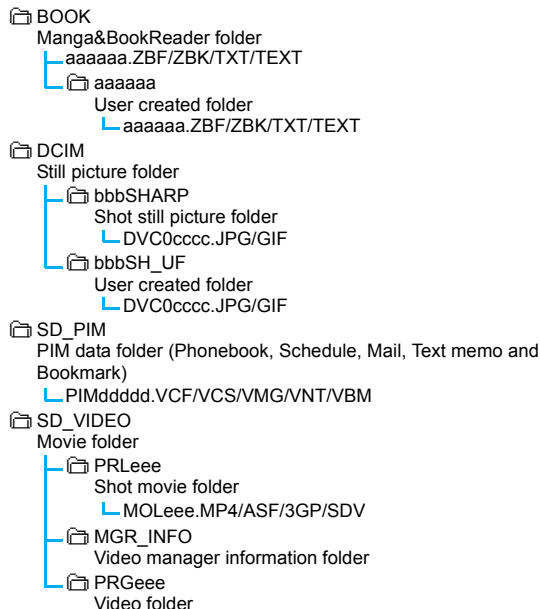 BOOK
Manga&BookReader folder
aaaaaa.ZBF/ZBK/TXT/TEXT
aaaaaa
User created folder
aaaaaa.ZBF/ZBK/TXT/TEXT
DCIM
Still picture folder
bbbSHARP
Shot still picture folder
DVC0cccc.JPG/GIF
bbbSH_UF
User created folder
DVC0cccc.JPG/GIF
SD_PIM
PIM data folder (Phonebook, Schedule, Mail, Text memo and
Bookmark)
PIMddddd.VCF/VCS/VMG/VNT/VBM
SD_VIDEO
Movie folder
PRLeee
Shot movie folder
MOLeee.MP4/ASF/3GP/SDV
MGR_INFO
Video manager information folder
PRGeee
Video folder